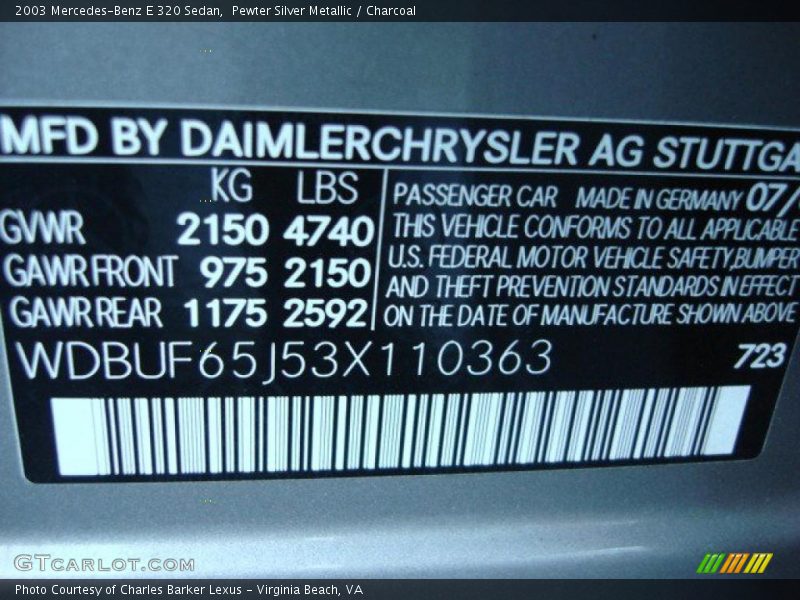 2003 Mercedes-Benz E 320 Sedan, Pewter Silver Metallic / Charcoal
MFD BY DAIMLERCHRYSLER AG STUTTGA
KG LBS
GVWR 2150 4740
GAWR FRONT 975 2150
GAWR REAR 1175 2592
PASSENGER CAR MADE IN GERMANY 07/
THIS VEHICLE CONFORMS TO ALL APPLICABLE
U.S. FEDERAL MOTOR VEHICLE SAFETY,BUMPER
AND THEFT PREVENTION STANDARDS IN EFFECT
ON THE DATE OF MANUFACTURE SHOWN ABOVE
WDBUF65J53X110363 723
GTCARLOT.COM
Photo Courtesy of Charles Barker Lexus - Virginia Beach, VA